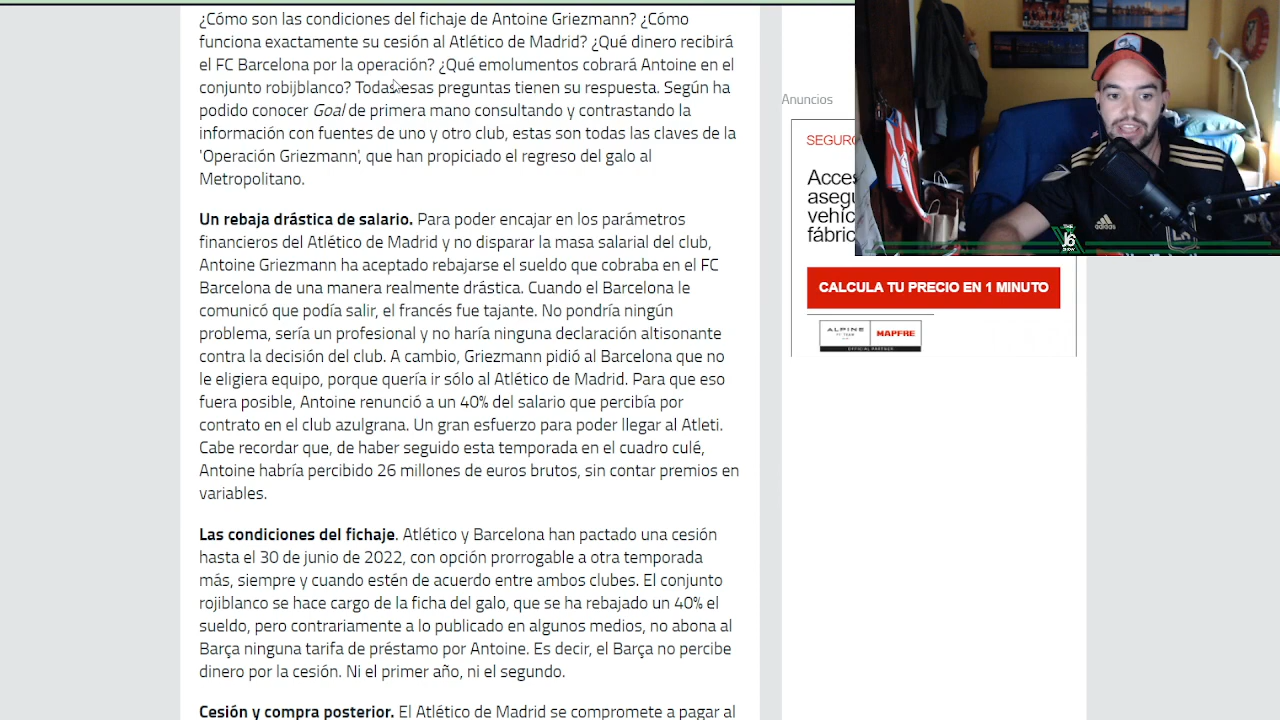 ¿Cómo son las condiciones del fichaje de Antoine Griezmann? ¿Cómo
funciona exactamente su cesión al Atlético de Madrid? ¿Qué dinero recibirá
el FC Barcelona por la operación? ¿Qué emolumentos cobrará Antoine en el
conjunto robijblanco? Todas esas preguntas tienen su respuesta. Según ha
podido conocer Goal de primera mano consultando y contrastando la
información con fuentes de uno y otro club, estas son todas las claves de la
'Operación Griezmann', que han propiciado el regreso del galo al
Metropolitano.
Un rebaja drástica de salario. Para poder encajar en los parámetros
financieros del Atlético de Madrid y no disparar la masa salarial del club,
Antoine Griezmann ha aceptado rebajarse el sueldo que cobraba en el FC
Barcelona de una manera realmente drástica. Cuando el Barcelona le
comunicó que podía salir, el francés fue tajante. No pondría ningún
problema, sería un profesional y no haría ninguna declaración altisonante
contra la decisión del club. A cambio, Griezmann pidió al Barcelona que no
le eligiera equipo, porque quería ir sólo al Atlético de Madrid. Para que eso
fuera posible, Antoine renunció a un 40% del salario que percibía por
contrato en el club azulgrana. Un gran esfuerzo para poder llegar al Atleti.
Cabe recordar que, de haber seguido esta temporada en el cuadro culé,
Antoine habría percibido 26 millones de euros brutos, sin contar premios en
variables.
Las condiciones del fichaje. Atlético y Barcelona han pactado una cesión
hasta el 30 de junio de 2022, con opción prorrogable a otra temporada
más, siempre y cuando estén de acuerdo entre ambos clubes. El conjunto
rojiblanco se hace cargo de la ficha del galo, que se ha rebajado un 40% el
sueldo, pero contrariamente a lo publicado en algunos medios, no abona al
Barça ninguna tarifa de préstamo por Antoine. Es decir, el Barça no percibe
dinero por la cesión. Ni el primer año, ni el segundo.
Cesión y compra posterior. El Atlético de Madrid se compromete a pagar al
Anuncios
SEGURO
Acces
asegu
vehíc
fábric
CALCULA TU PRECIO EN 1 MINUTO
ALPINE
MAPFRE
OFFICIAL PARTNER
THE
J6
SHOW
adidas